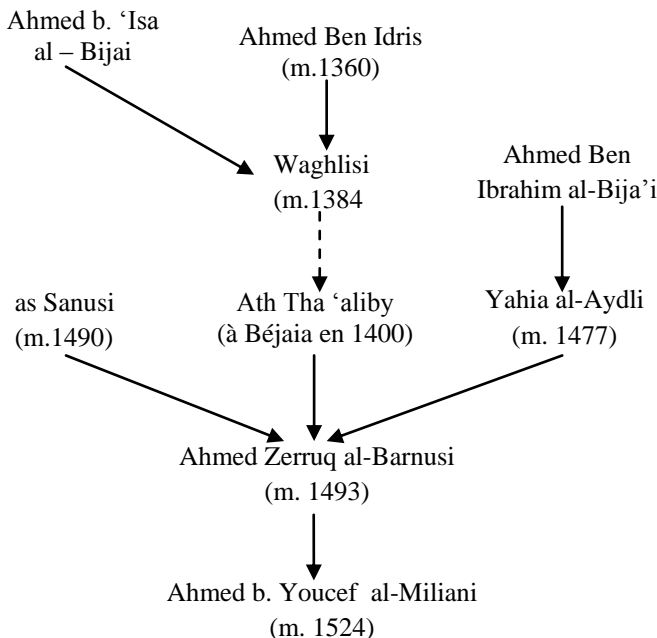 Ahmed b. ‘Isa
al – Bijai
Ahmed Ben Idris
(m.1360)
Waghlisi
(m.1384
Ahmed Ben
Ibrahim al-Bija’i
as Sanusi
(m.1490)
Ath Tha ‘aliby
(à Béjaia en 1400)
Yahia al-Aydli
(m. 1477)
Ahmed Zerruq al-Barnusi
(m. 1493)
Ahmed b. Youcef  al-Miliani
(m. 1524)